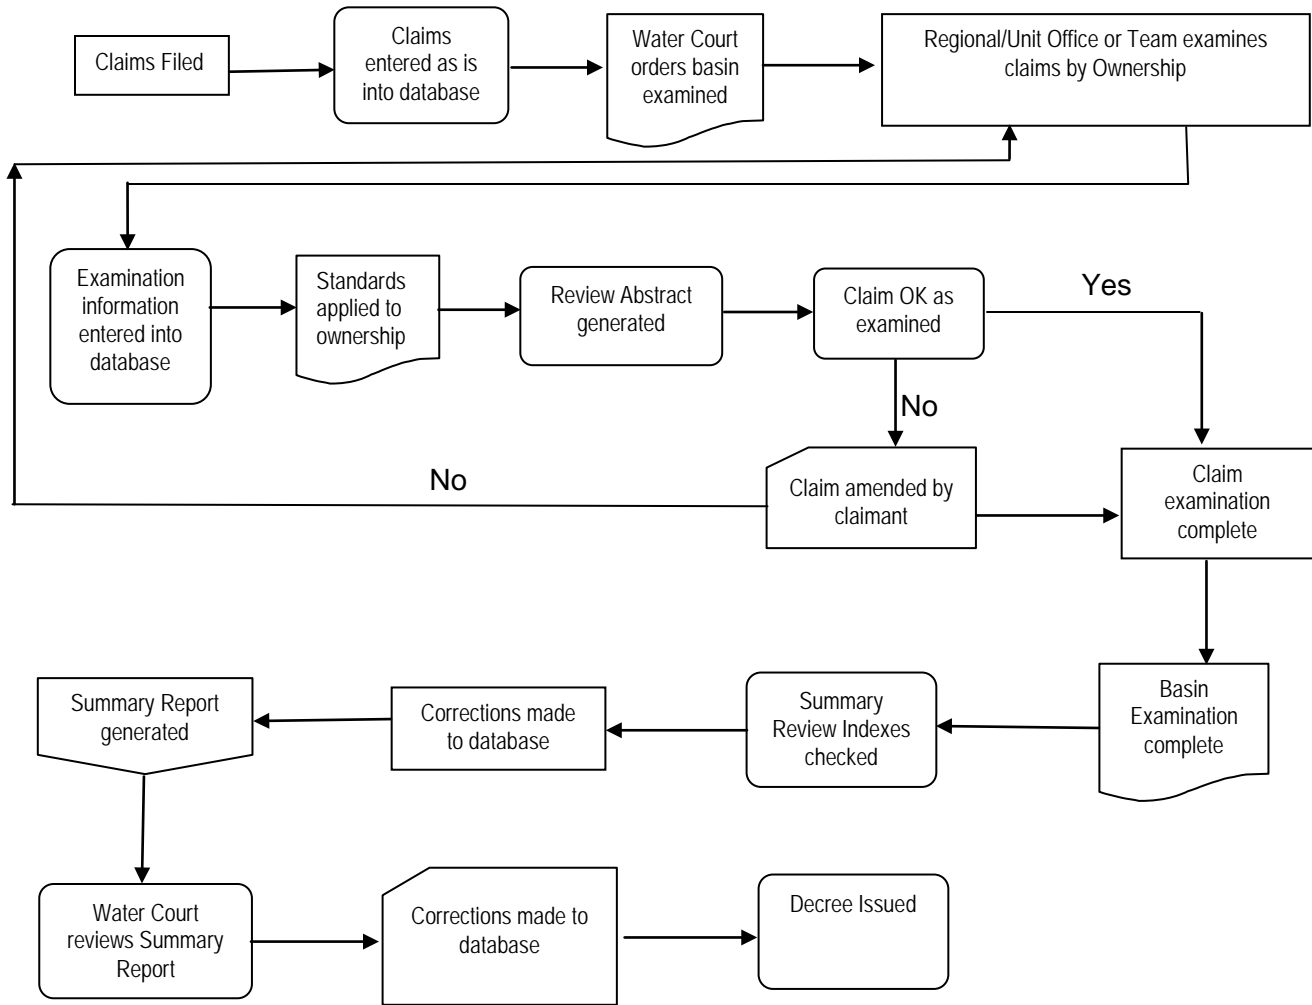 Claims Filed
Claims
entered as is
into database
Water Court
orders basin
examined
Regional/Unit Office or Team examines
claims by Ownership
Examination
information
entered into
database
Standards
applied to
ownership
Review Abstract
generated
Claim OK as
examined
Yes
No
No
Claim amended by
claimant
Claim
examination
complete
Summary Report
generated
Corrections made
to database
Summary
Review Indexes
checked
Basin
Examination
complete
Water Court
reviews Summary
Report
Corrections made to
database
Decree Issued